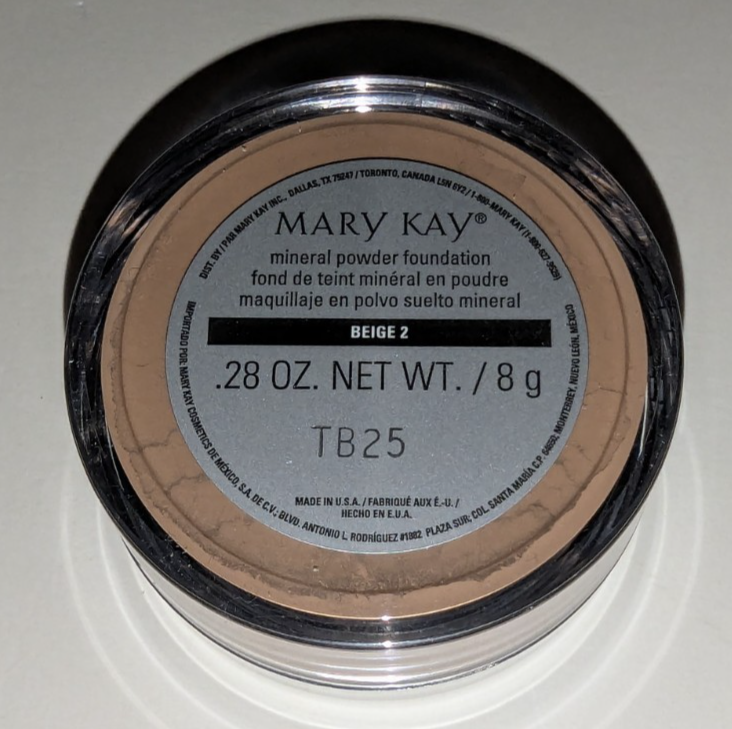 DIST. BY / PAR MARY KAY INC., DALLAS, TX 75247 / TORONTO, CANADA L5N 6Y2 / 1-800-MARY KAY (1-800-627-9529)
MARY KAY®
mineral powder foundation
fond de teint minéral en poudre
maquillaje en polvo suelto mineral
BEIGE 2
.28 OZ. NET WT. / 8 g
TB25
MADE IN U.S.A. / FABRIQUÉ AUX É.-U. /
HECHO EN E.U.A.
IMPORTADO POR: MARY KAY COSMETICS DE MÉXICO, S.A. DE C.V.; BLVD. ANTONIO L. RODRÍGUEZ #1882 PLAZA SUR; COL. SANTA MARÍA C.P. 64650, MONTERREY, NUEVO LEÓN, MÉXICO